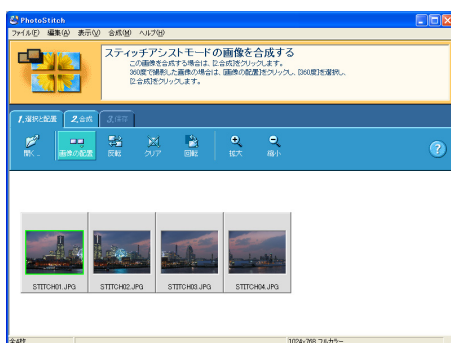 PhotoStitch
ファイル(F) 編集(E) 表示(V) 合成(M) ヘルプ(H)
スティッチアシストモードの画像を合成する
この画像を合成する場合は、[2.合成]をクリックします。
360度で撮影した画像の場合は、[画像の配置]をクリックし、[360度]を選択し、
[2.合成]をクリックします。
1.選択と配置 2.合成 3.保存
開く... 画像の配置 反転 クリア 回転 拡大 縮小
STITCH01.JPG STITCH02.JPG STITCH03.JPG STITCH04.JPG
全4枚 1024x768 フルカラー